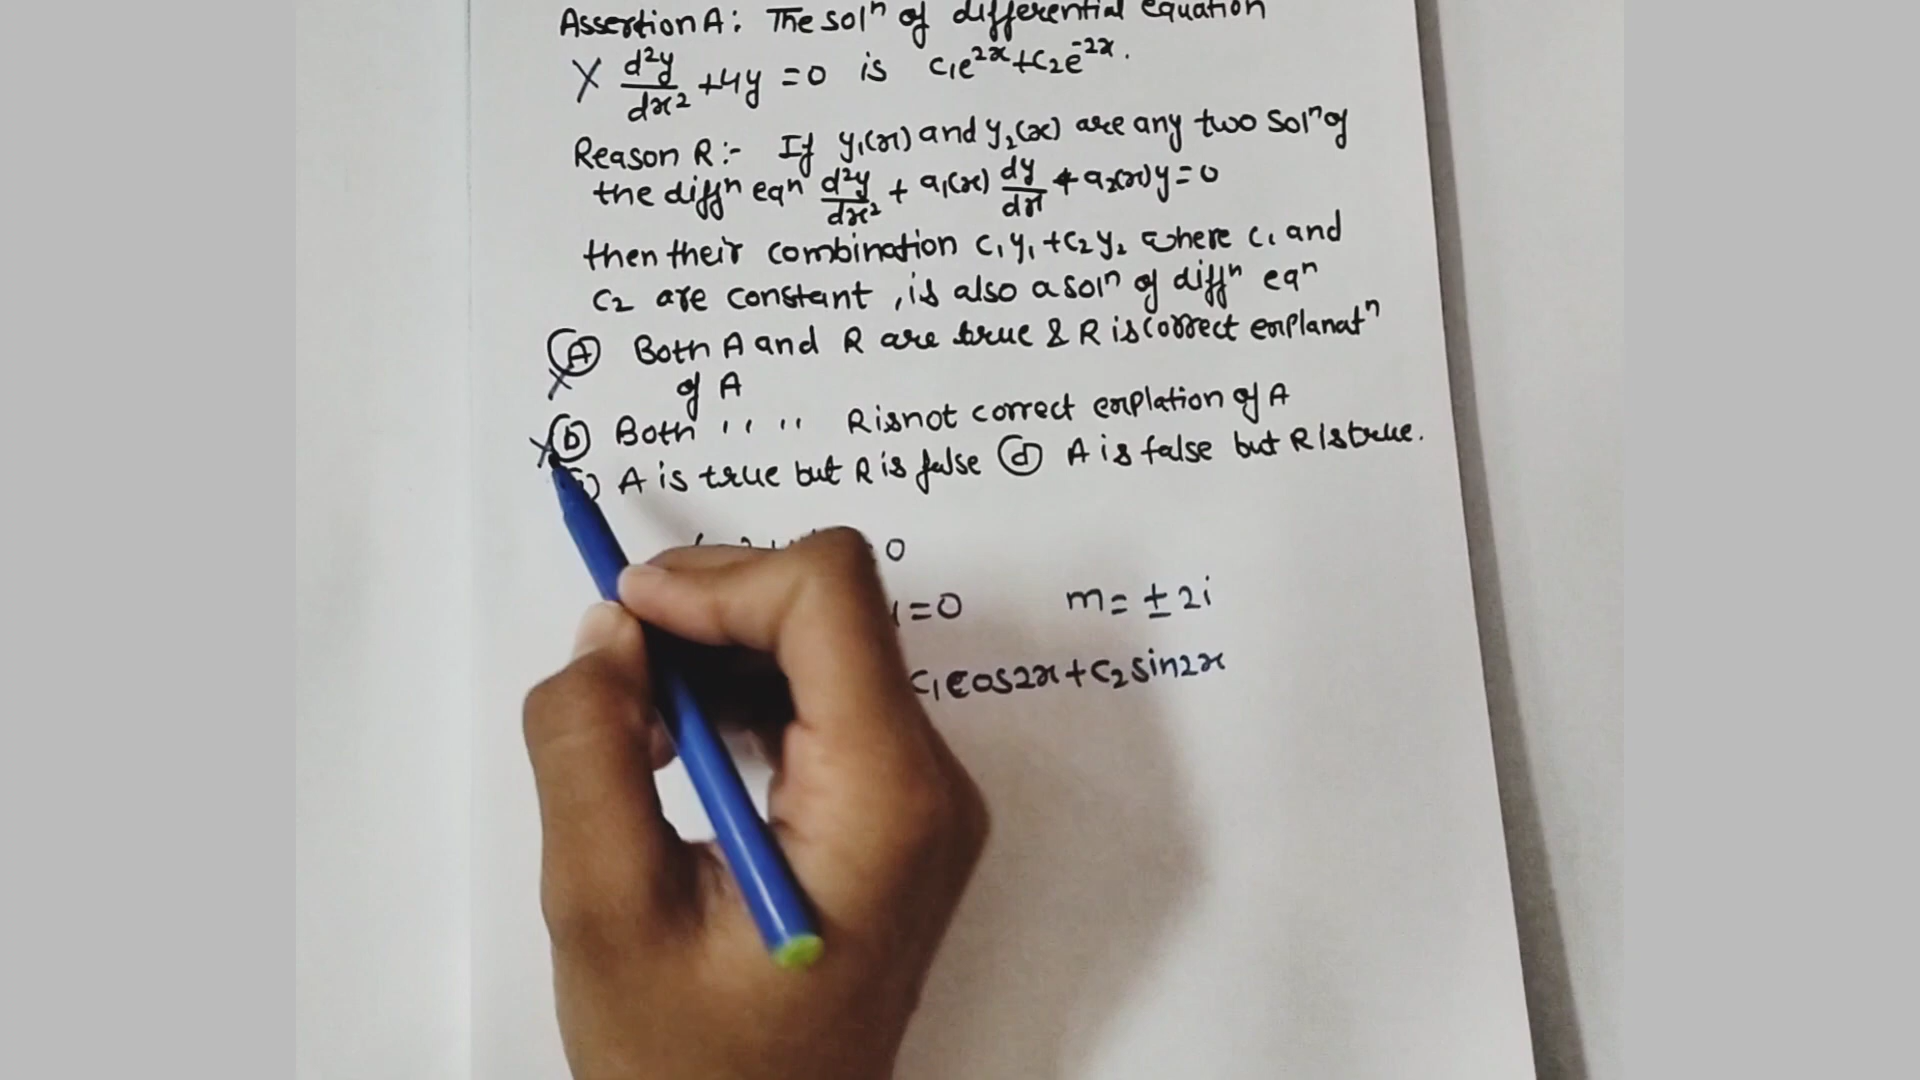 Assertion A: The solⁿ of differential equation
X d²y/dx² +4y = 0 is c₁e²ˣ+c₂e⁻²ˣ.
Reason R:- If y₁(x) and y₂(x) are any two solⁿ of
the diffⁿ eqⁿ d²y/dx² + a₁(x) dy/dx + a₂(x)y=0
then their combination c₁y₁+c₂y₂ where c₁ and
c₂ are constant, is also a solⁿ of diffⁿ eqⁿ
(A) Both A and R are true & R is correct explanatⁿ
X of A
X (b) Both '' '' R is not correct explation of A
A is true but R is false (d) A is false but R is true.
0
=0 m= ±2i
c₁cos2x+c₂sin2x